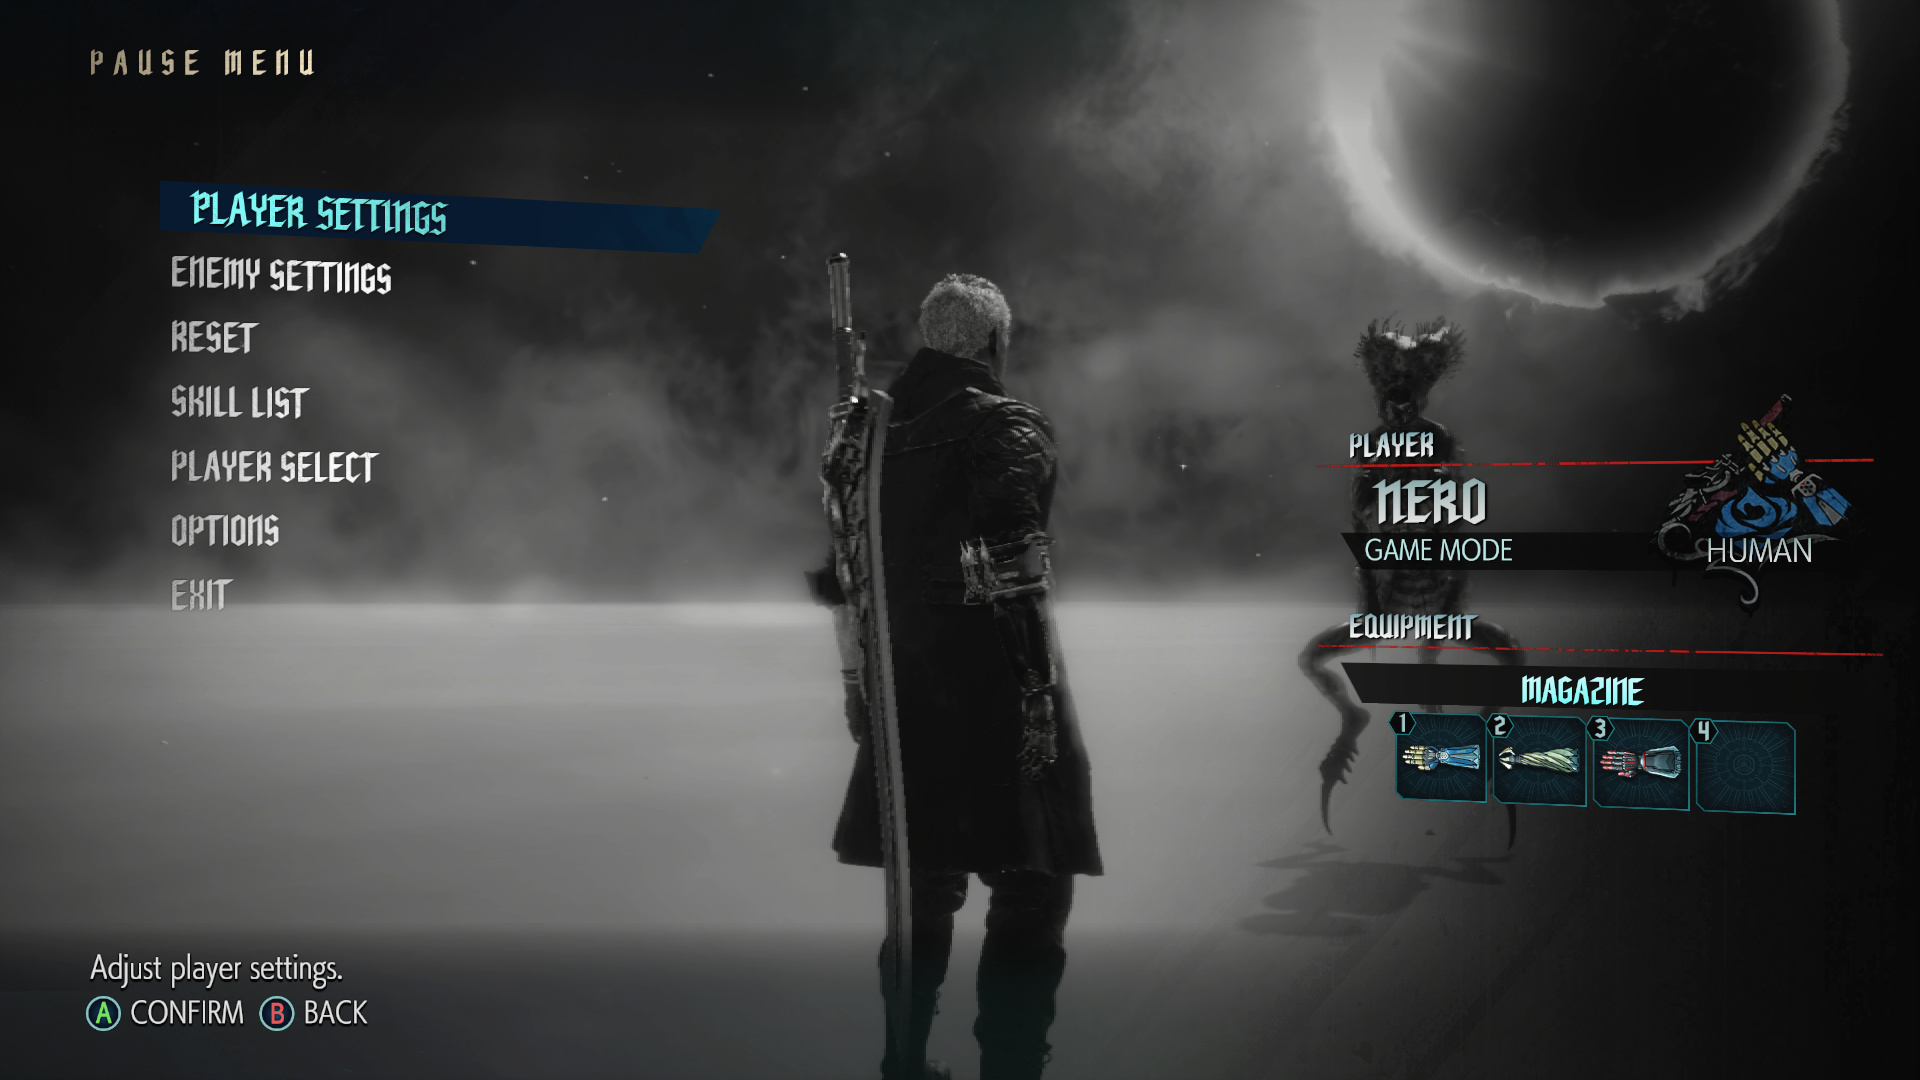 PAUSE MENU
PLAYER SETTINGS
ENEMY SETTINGS
RESET
SKILL LIST
PLAYER SELECT
OPTIONS
EXIT
PLAYER
NERO
GAME MODE HUMAN
EQUIPMENT
MAGAZINE
1 2 3 4
Adjust player settings.
A CONFIRM B BACK